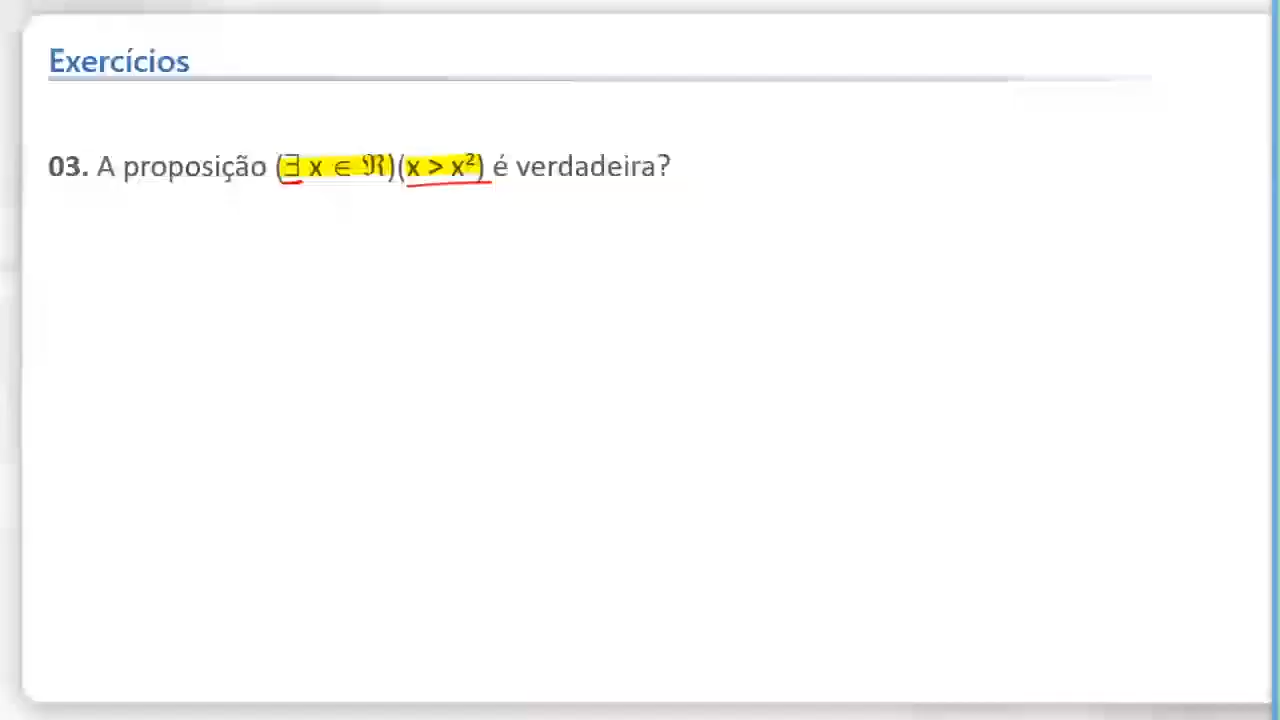 Exercícios
03. A proposição (∃ x ∈ ℜ)(x > x²) é verdadeira?